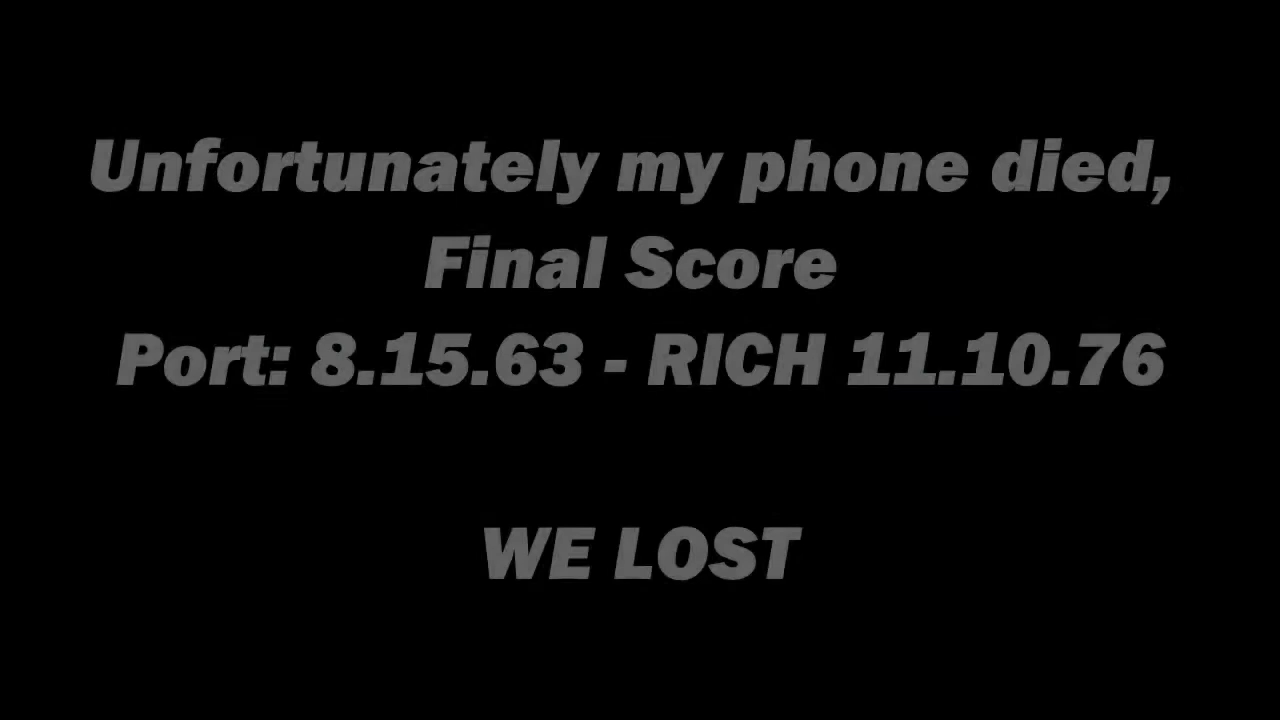 Unfortunately my phone died,
Final Score
Port: 8.15.63 - RICH 11.10.76
WE LOST